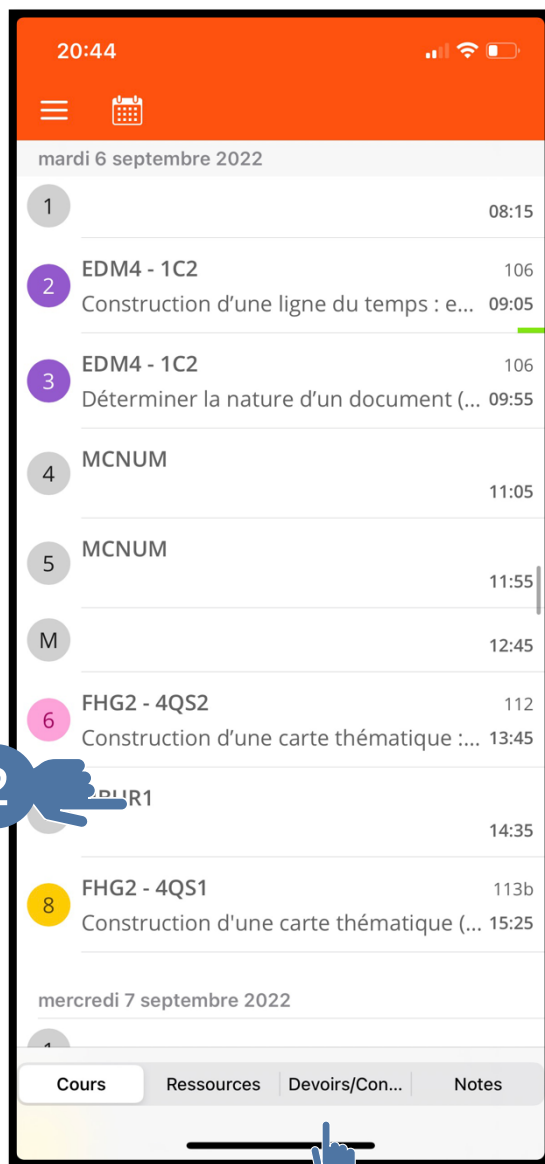 20:44
mardi 6 septembre 2022
1
08:15
EDM4 - 1C2 106
2
Construction d’une ligne du temps : e... 09:05
EDM4 - 1C2 106
3
Déterminer la nature d’un document (... 09:55
MCNUM
4
11:05
MCNUM
5
11:55
M
12:45
FHG2 - 4QS2 112
6
Construction d’une carte thématique :... 13:45
2
14:35
FHG2 - 4QS1 113b
8
Construction d'une carte thématique (... 15:25
mercredi 7 septembre 2022
Cours Ressources Devoirs/Con... Notes